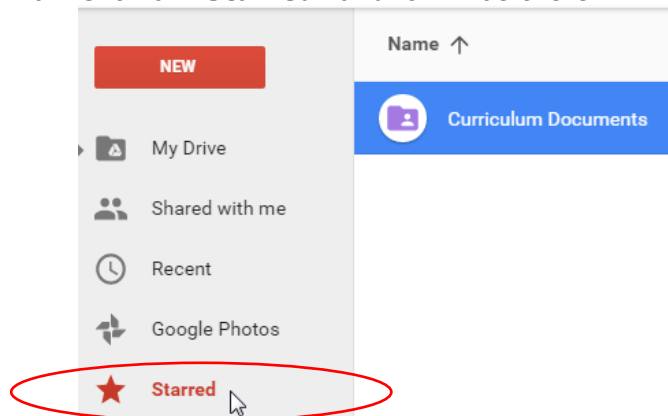 NEW
Name
Curriculum Documents
My Drive
Shared with me
Recent
Google Photos
Starred